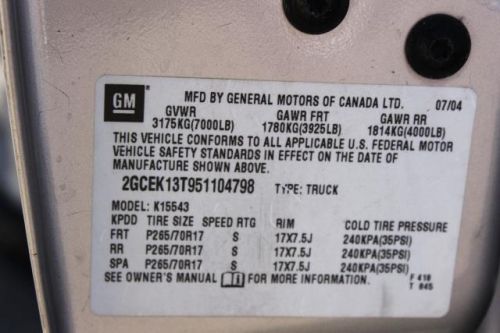 GM
MFD BY GENERAL MOTORS OF CANADA LTD. 07/04
GVWR GAWR FRT GAWR RR
3175KG(7000LB) 1780KG(3925LB) 1814KG(4000LB)
THIS VEHICLE CONFORMS TO ALL APPLICABLE U.S. FEDERAL MOTOR
VEHICLE SAFETY STANDARDS IN EFFECT ON THE DATE OF
MANUFACTURE SHOWN ABOVE.
2GCEK13T951104798 TYPE: TRUCK
MODEL: K15543
KPDD TIRE SIZE SPEED RTG RIM COLD TIRE PRESSURE
FRT P265/70R17 S 17X7.5J 240KPA(35PSI)
RR P265/70R17 S 17X7.5J 240KPA(35PSI)
SPA P265/70R17 S 17X7.5J 240KPA(35PSI)
SEE OWNER'S MANUAL FOR MORE INFORMATION. F 410
T 045